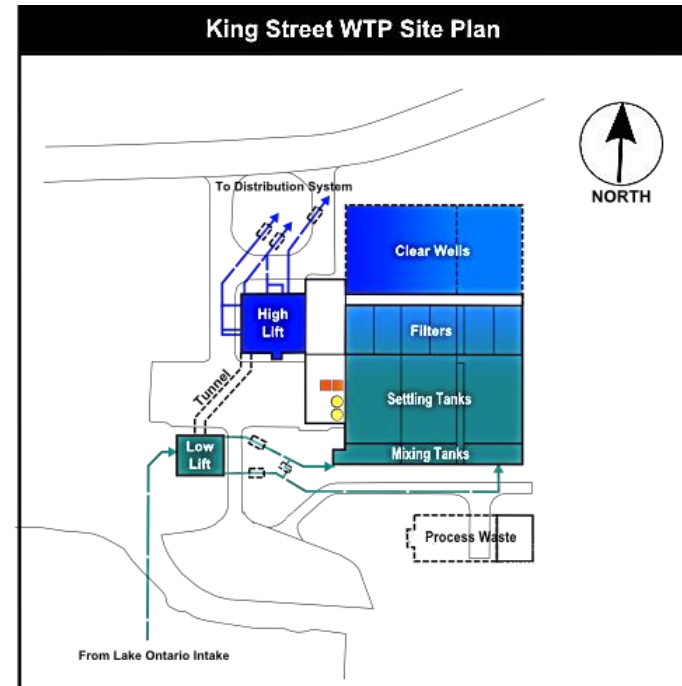 King Street WTP Site Plan
NORTH
To Distribution System
Clear Wells
High
Lift
Filters
Tunnel
Settling Tanks
Low
Lift
Mixing Tanks
Process Waste
From Lake Ontario Intake